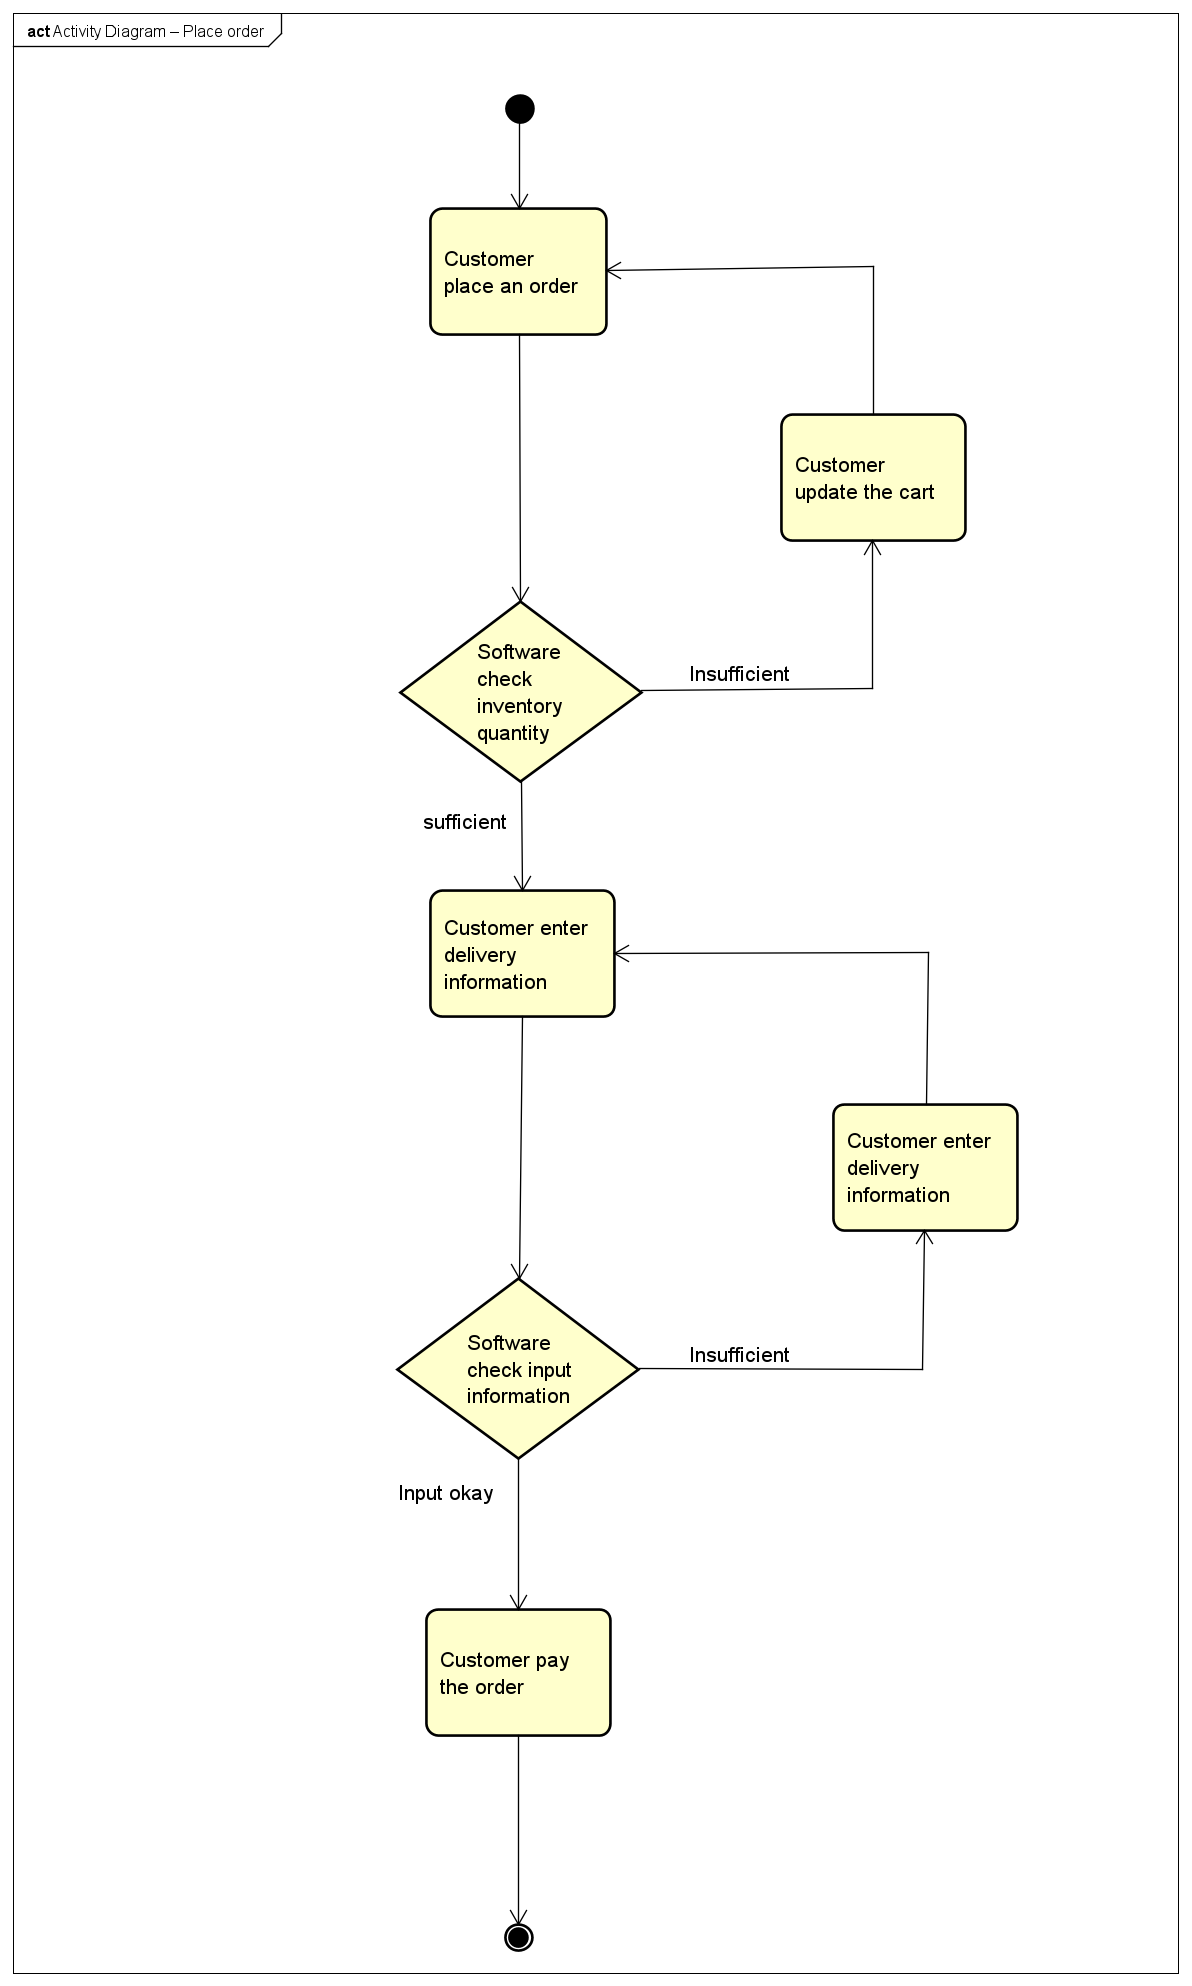 act Activity Diagram – Place order
Customer
place an order
Customer
update the cart
Software
check
inventory
quantity
Insufficient
sufficient
Customer enter
delivery
information
Customer enter
delivery
information
Software
check input
information
Insufficient
Input okay
Customer pay
the order